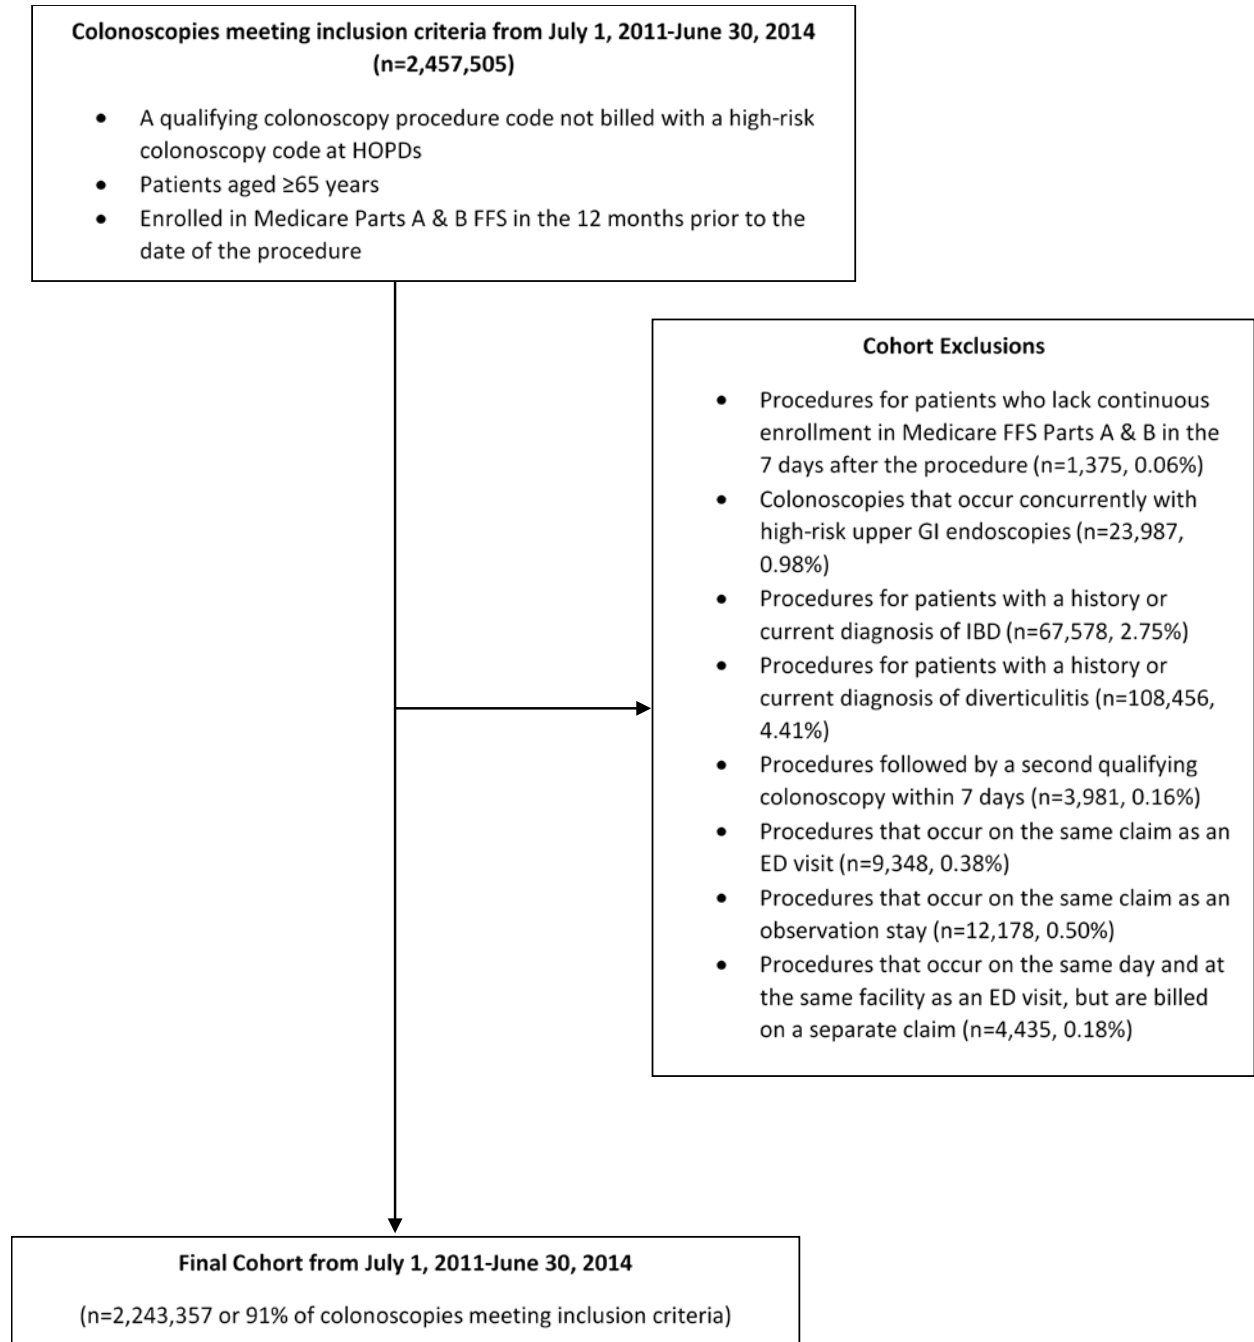 Colonoscopies meeting inclusion criteria from July 1, 2011-June 30, 2014
(n=2,457,505)
• A qualifying colonoscopy procedure code not billed with a high-risk
colonoscopy code at HOPDs
• Patients aged ≥65 years
• Enrolled in Medicare Parts A & B FFS in the 12 months prior to the
date of the procedure
Cohort Exclusions
• Procedures for patients who lack continuous
enrollment in Medicare FFS Parts A & B in the
7 days after the procedure (n=1,375, 0.06%)
• Colonoscopies that occur concurrently with
high-risk upper GI endoscopies (n=23,987,
0.98%)
• Procedures for patients with a history or
current diagnosis of IBD (n=67,578, 2.75%)
• Procedures for patients with a history or
current diagnosis of diverticulitis (n=108,456,
4.41%)
• Procedures followed by a second qualifying
colonoscopy within 7 days (n=3,981, 0.16%)
• Procedures that occur on the same claim as an
ED visit (n=9,348, 0.38%)
• Procedures that occur on the same claim as an
observation stay (n=12,178, 0.50%)
• Procedures that occur on the same day and at
the same facility as an ED visit, but are billed
on a separate claim (n=4,435, 0.18%)
Final Cohort from July 1, 2011-June 30, 2014
(n=2,243,357 or 91% of colonoscopies meeting inclusion criteria)